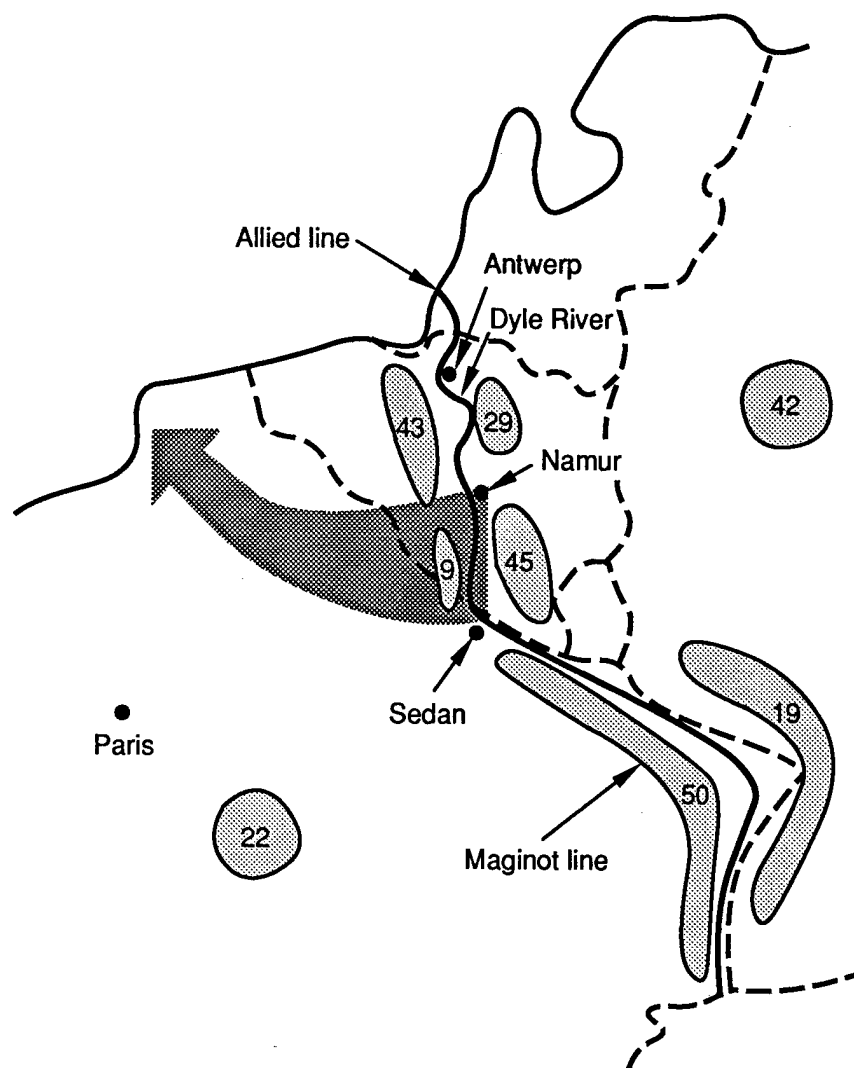 Allied line
Antwerp
Dyle River
42
43
29
Namur
9
45
Sedan
19
Paris
50
22
Maginot line